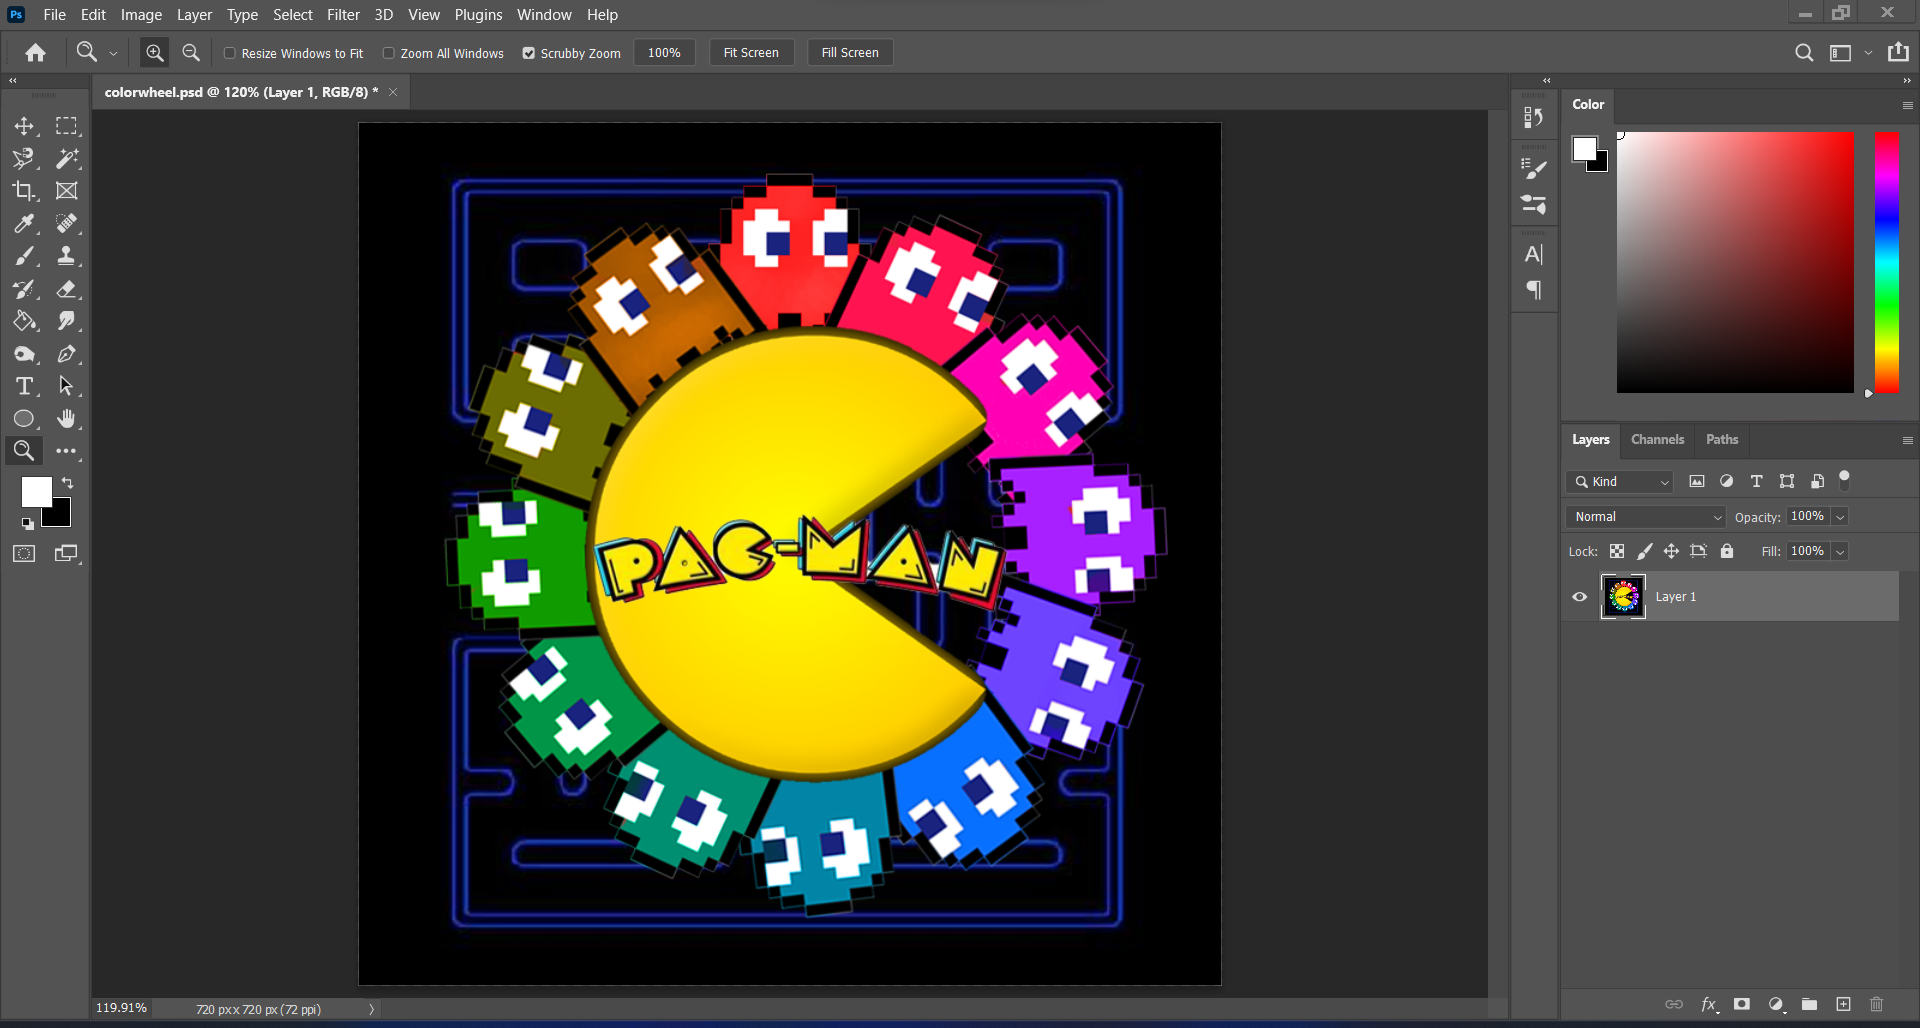 Ps File Edit Image Layer Type Select Filter 3D View Plugins Window Help
Resize Windows to Fit Zoom All Windows Scrubby Zoom 100% Fit Screen Fill Screen
colorwheel.psd @ 120% (Layer 1, RGB/8) *
Color
PAC-MAN
Layers Channels Paths
Kind
Normal Opacity: 100%
Lock: Fill: 100%
Layer 1
119.91% 720 px x 720 px (72 ppi)
fx